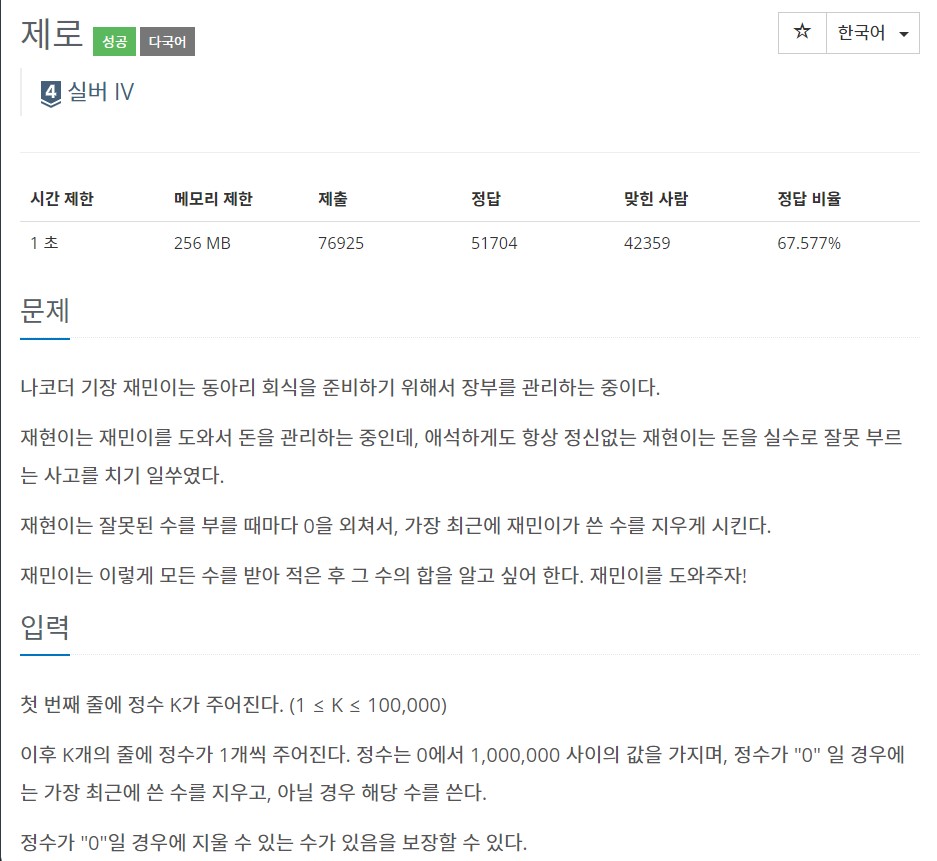 제로 성공 다국어 한국어
4 실버 IV
시간 제한 메모리 제한 제출 정답 맞힌 사람 정답 비율
1 초 256 MB 76925 51704 42359 67.577%
문제
나코더 기장 재민이는 동아리 회식을 준비하기 위해서 장부를 관리하는 중이다.
재현이는 재민이를 도와서 돈을 관리하는 중인데, 애석하게도 항상 정신없는 재현이는 돈을 실수로 잘못 부르
는 사고를 치기 일쑤였다.
재현이는 잘못된 수를 부를 때마다 0을 외쳐서, 가장 최근에 재민이가 쓴 수를 지우게 시킨다.
재민이는 이렇게 모든 수를 받아 적은 후 그 수의 합을 알고 싶어 한다. 재민이를 도와주자!
입력
첫 번째 줄에 정수 K가 주어진다. (1 ≤ K ≤ 100,000)
이후 K개의 줄에 정수가 1개씩 주어진다. 정수는 0에서 1,000,000 사이의 값을 가지며, 정수가 "0" 일 경우에
는 가장 최근에 쓴 수를 지우고, 아닐 경우 해당 수를 쓴다.
정수가 "0"일 경우에 지울 수 있는 수가 있음을 보장할 수 있다.